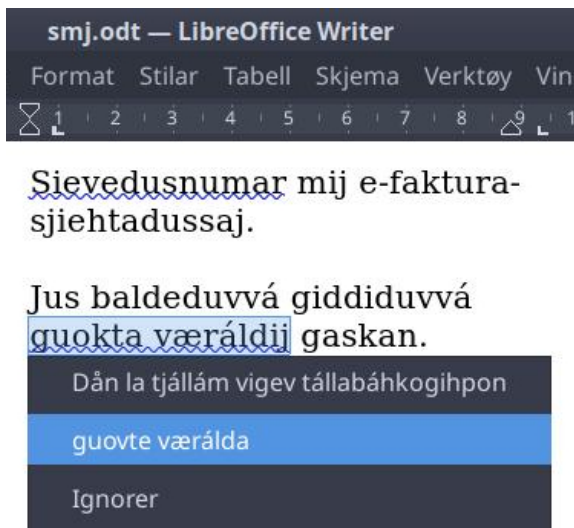 smj.odt — LibreOffice Writer
Format Stilar Tabell Skjema Verktøy Vin
1 2 3 4 5 6 7 8 9 1
Sievedusnumar mij e-faktura-
sjiehtadussaj.
Jus baldeduvvá giddiduvvá
guokta væráldij gaskan.
Dån la tjállám vigev tállabáhkogihpon
guovte værálda
Ignorer